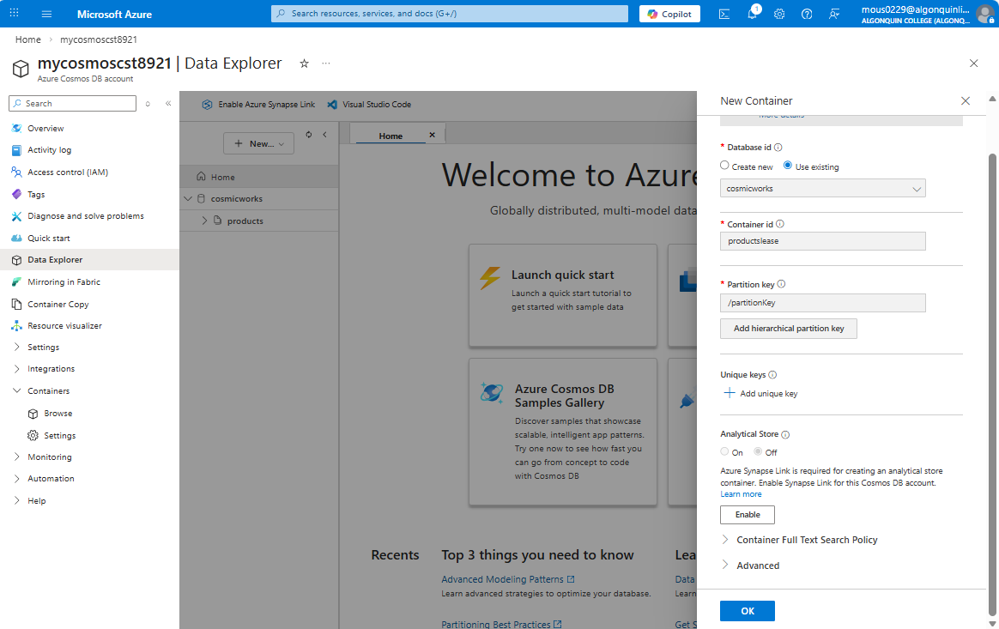 Microsoft Azure
Search resources, services, and docs (G+/)
Copilot
1
mous0229@algonquinli...
ALGONQUIN COLLEGE (ALGONQ...
Home > mycosmoscst8921
mycosmoscst8921 | Data Explorer
Azure Cosmos DB account
Search
Overview
Activity log
Access control (IAM)
Tags
Diagnose and solve problems
Quick start
Data Explorer
Mirroring in Fabric
Container Copy
Resource visualizer
Settings
Integrations
Containers
Browse
Settings
Monitoring
Automation
Help
Enable Azure Synapse Link
Visual Studio Code
New...
Home
cosmicworks
products
Home
Welcome to Azure
Globally distributed, multi-model data
Launch quick start
Launch a quick start tutorial to
get started with sample data
Azure Cosmos DB
Samples Gallery
Discover samples that showcase
scalable, intelligent app patterns.
Try one now to see how fast you
can go from concept to code
with Cosmos DB
Recents
Top 3 things you need to know
Advanced Modeling Patterns
Learn advanced strategies to optimize your database.
Partitioning Best Practices
Lea
Data
Learn
Get S
New Container
More details
* Database id
Create new
Use existing
cosmicworks
* Container id
productslease
* Partition key
/partitionKey
Add hierarchical partition key
Unique keys
Add unique key
Analytical Store
On
Off
Azure Synapse Link is required for creating an analytical store
container. Enable Synapse Link for this Cosmos DB account.
Learn more
Enable
Container Full Text Search Policy
Advanced
OK